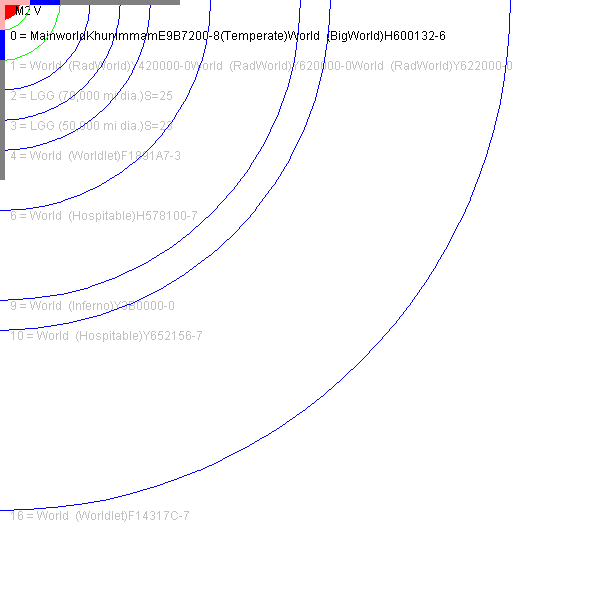 M2 V
0 = MainworldKhunImmamE9B7200-8(Temperate)World (BigWorld)H600132-6
1 = World (RadWorld)Y420000-0World (RadWorld)Y620000-0World (RadWorld)Y622000-0
2 = LGG (70,000 mi dia.)S=25
3 = LGG (50,000 mi dia.)S=23
4 = World (Worldlet)F1891A7-3
6 = World (Hospitable)H578100-7
9 = World (Inferno)Y3B0000-0
10 = World (Hospitable)Y652156-7
16 = World (Worldlet)F14317C-7